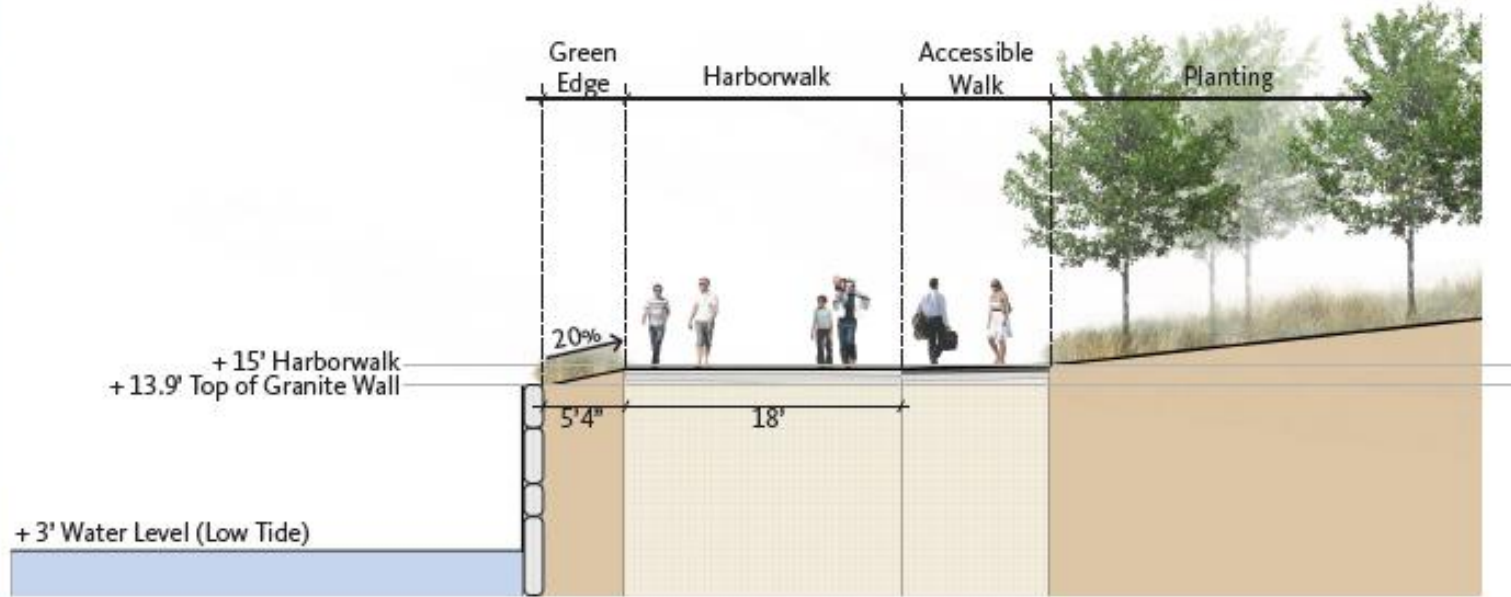 Green
Edge
Harborwalk
Accessible
Walk
Planting
20%
+ 15' Harborwalk
+ 13.9' Top of Granite Wall
5'4"
18'
+ 3' Water Level (Low Tide)